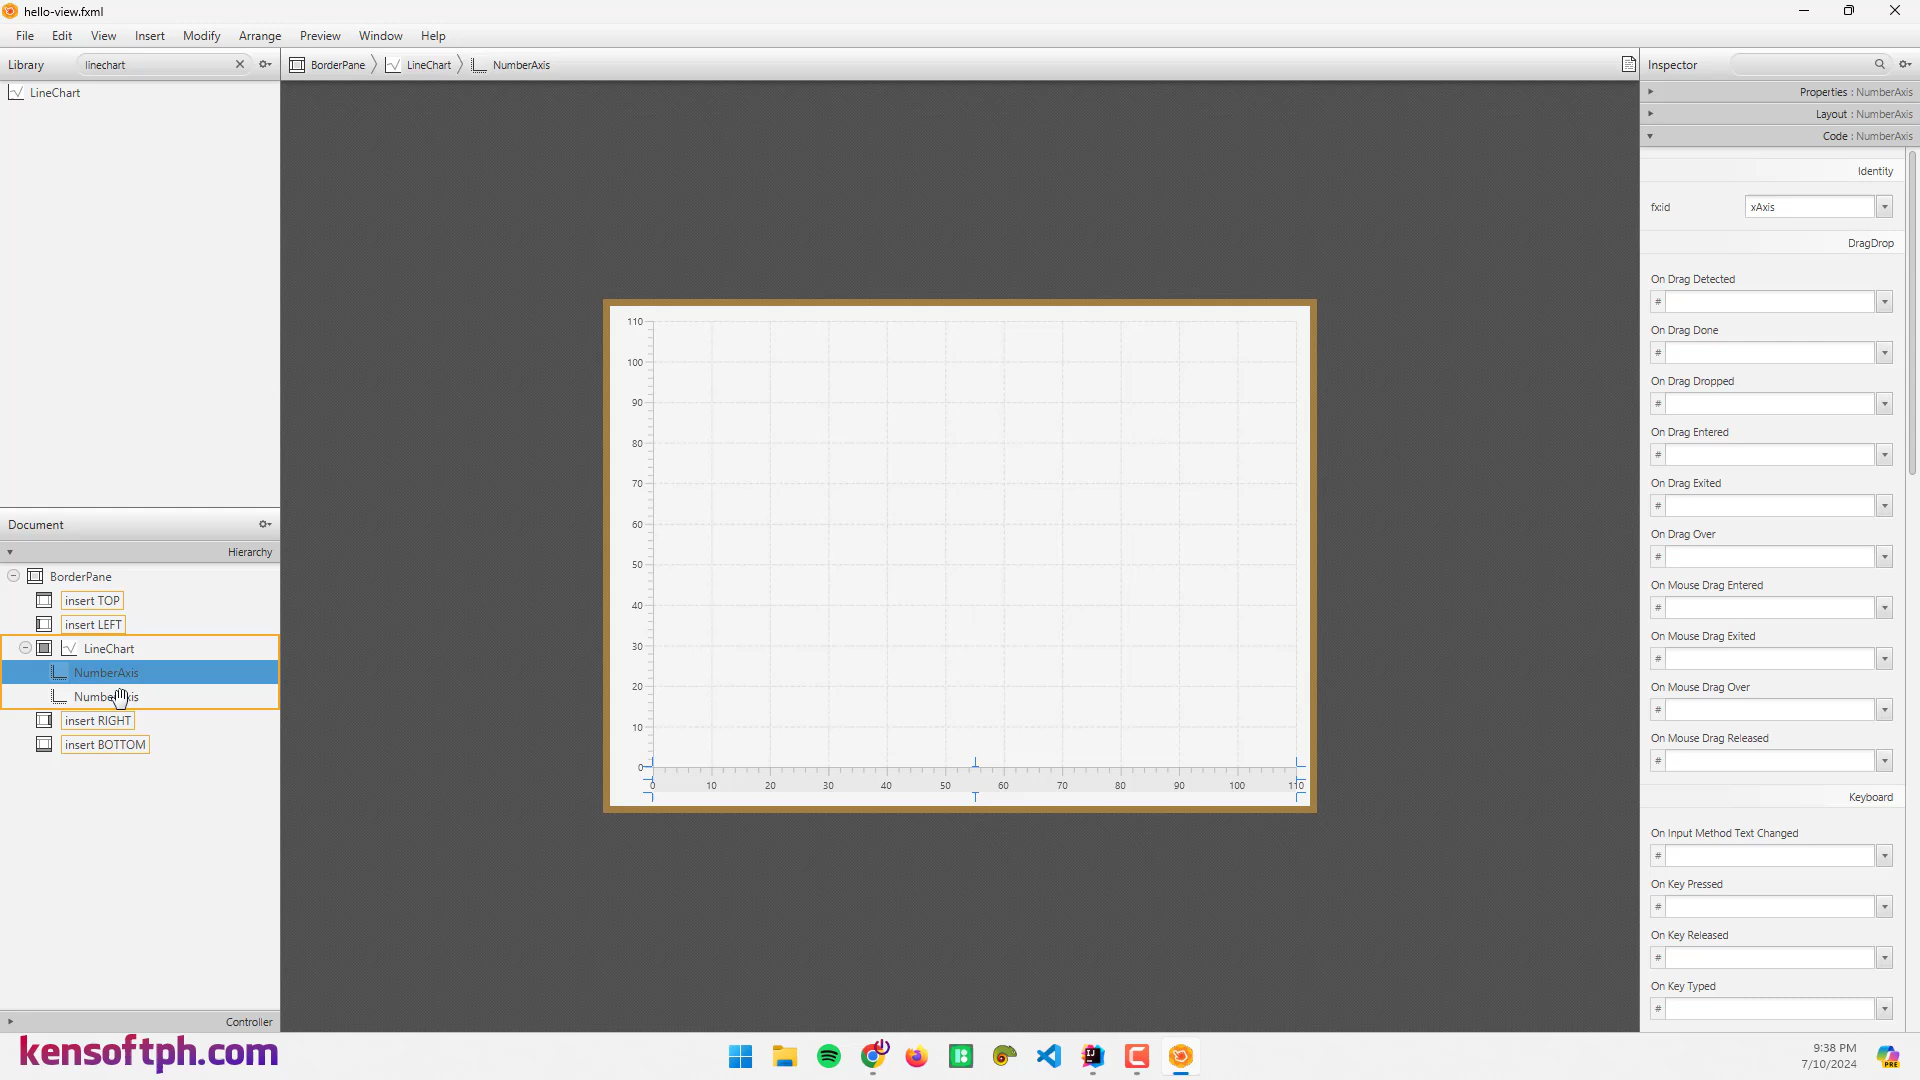 hello-view.fxml
File Edit View Insert Modify Arrange Preview Window Help
Library linechart
BorderPane LineChart NumberAxis
Inspector
LineChart
Properties : NumberAxis
Layout : NumberAxis
Code : NumberAxis
Identity
fx:id xAxis
DragDrop
On Drag Detected
#
On Drag Done
#
On Drag Dropped
#
On Drag Entered
#
On Drag Exited
#
On Drag Over
#
On Mouse Drag Entered
#
On Mouse Drag Exited
#
On Mouse Drag Over
#
On Mouse Drag Released
#
Keyboard
On Input Method Text Changed
#
On Key Pressed
#
On Key Released
#
On Key Typed
#
110
100
90
80
70
60
50
40
30
20
10
0
0 10 20 30 40 50 60 70 80 90 100 110
Document
Hierarchy
BorderPane
insert TOP
insert LEFT
LineChart
NumberAxis
insert RIGHT
insert BOTTOM
Controller
kensoftph.com
9:38 PM
7/10/2024
PRE